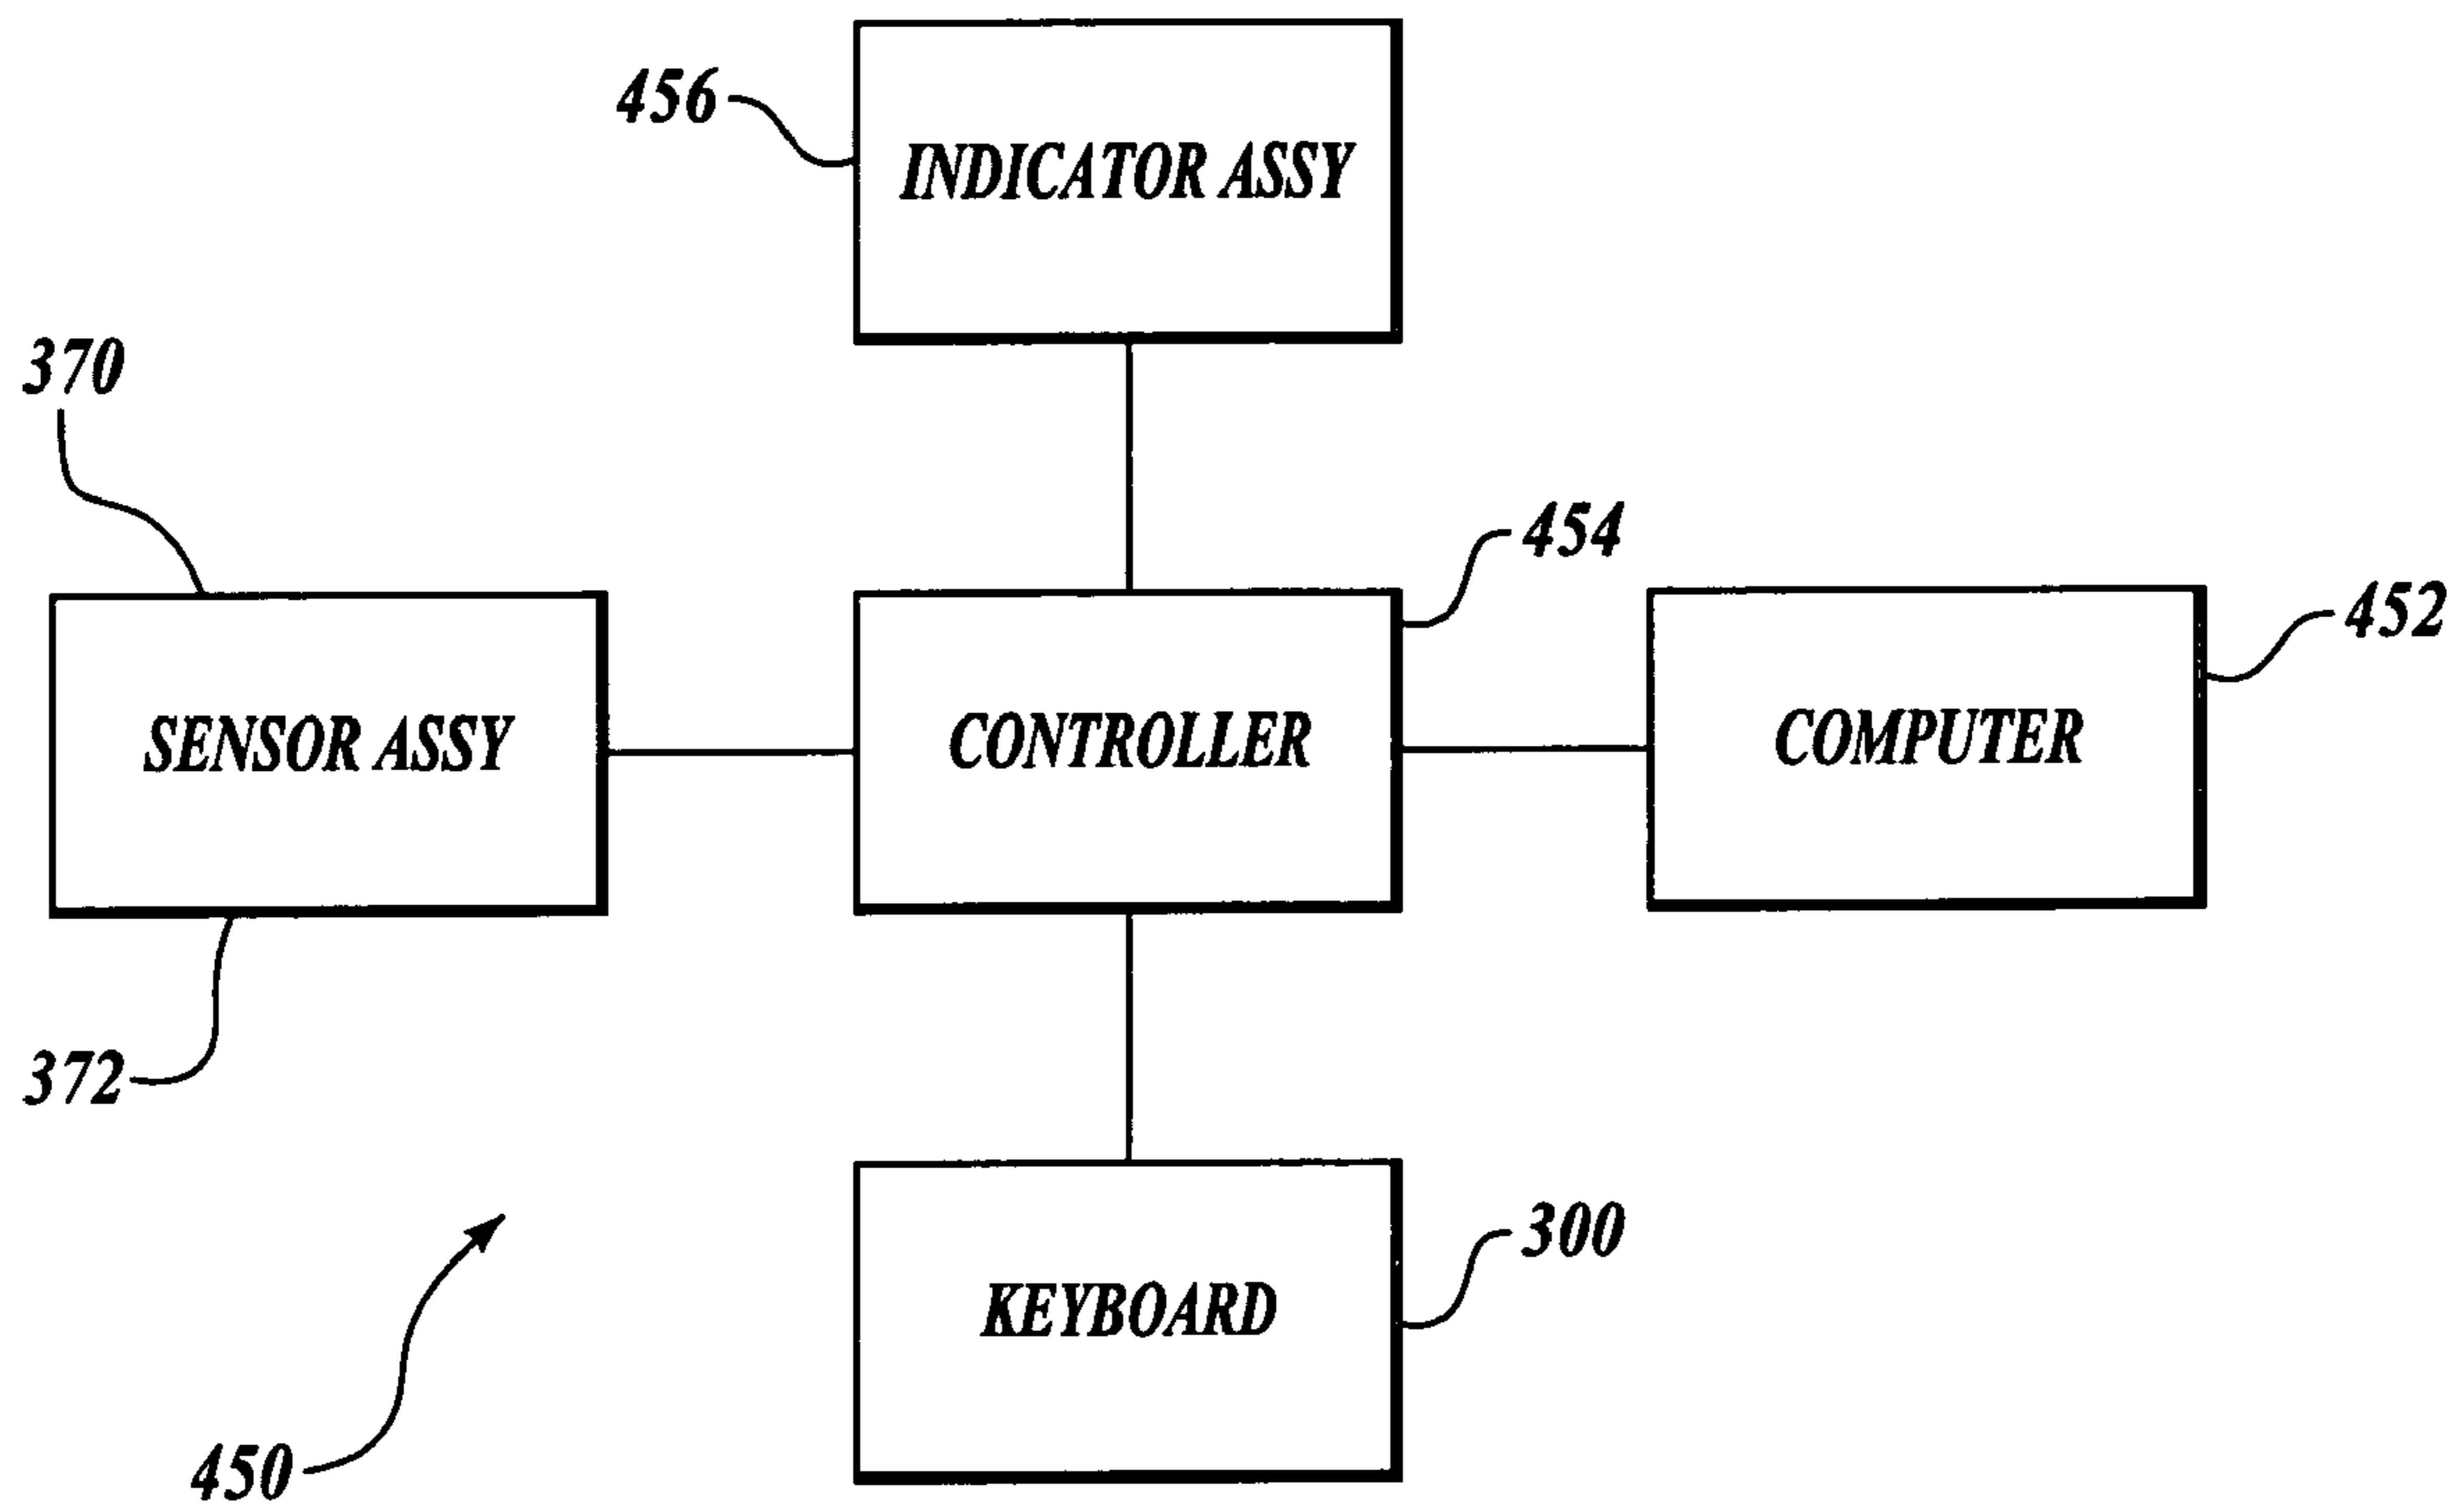 456
INDICATOR ASSY
370
454
452
SENSOR ASSY
CONTROLLER
COMPUTER
372
300
KEYBOARD
450